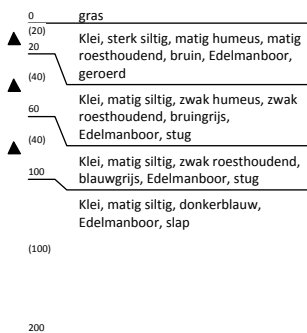 0 gras
(20)
Klei, sterk siltig, matig humeus, matig
20 roesthoudend, bruin, Edelmanboor,
geroerd
(40)
Klei, matig siltig, zwak humeus, zwak
60 roesthoudend, bruingrijs,
Edelmanboor, stug
(40)
Klei, matig siltig, zwak roesthoudend,
100 blauwgrijs, Edelmanboor, stug
Klei, matig siltig, donkerblauw,
Edelmanboor, slap
(100)
200